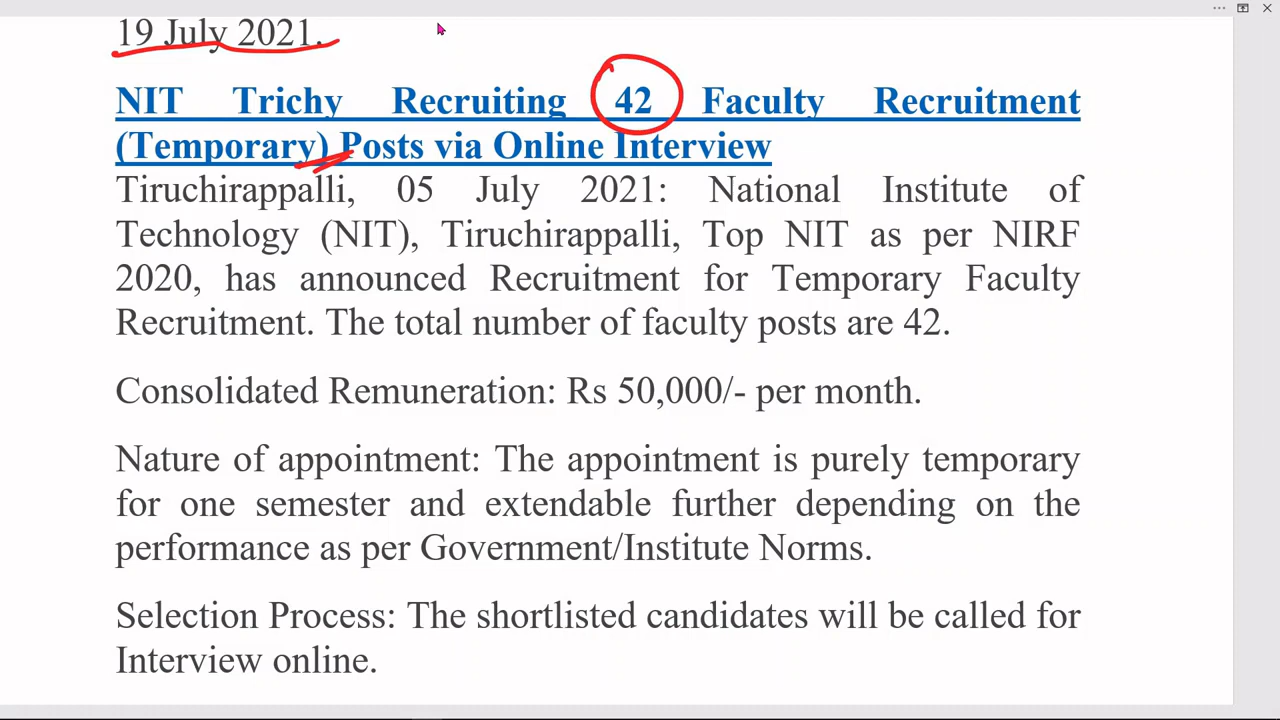 19 July 2021.
NIT Trichy Recruiting 42 Faculty Recruitment
(Temporary) Posts via Online Interview
Tiruchirappalli, 05 July 2021: National Institute of
Technology (NIT), Tiruchirappalli, Top NIT as per NIRF
2020, has announced Recruitment for Temporary Faculty
Recruitment. The total number of faculty posts are 42.
Consolidated Remuneration: Rs 50,000/- per month.
Nature of appointment: The appointment is purely temporary
for one semester and extendable further depending on the
performance as per Government/Institute Norms.
Selection Process: The shortlisted candidates will be called for
Interview online.